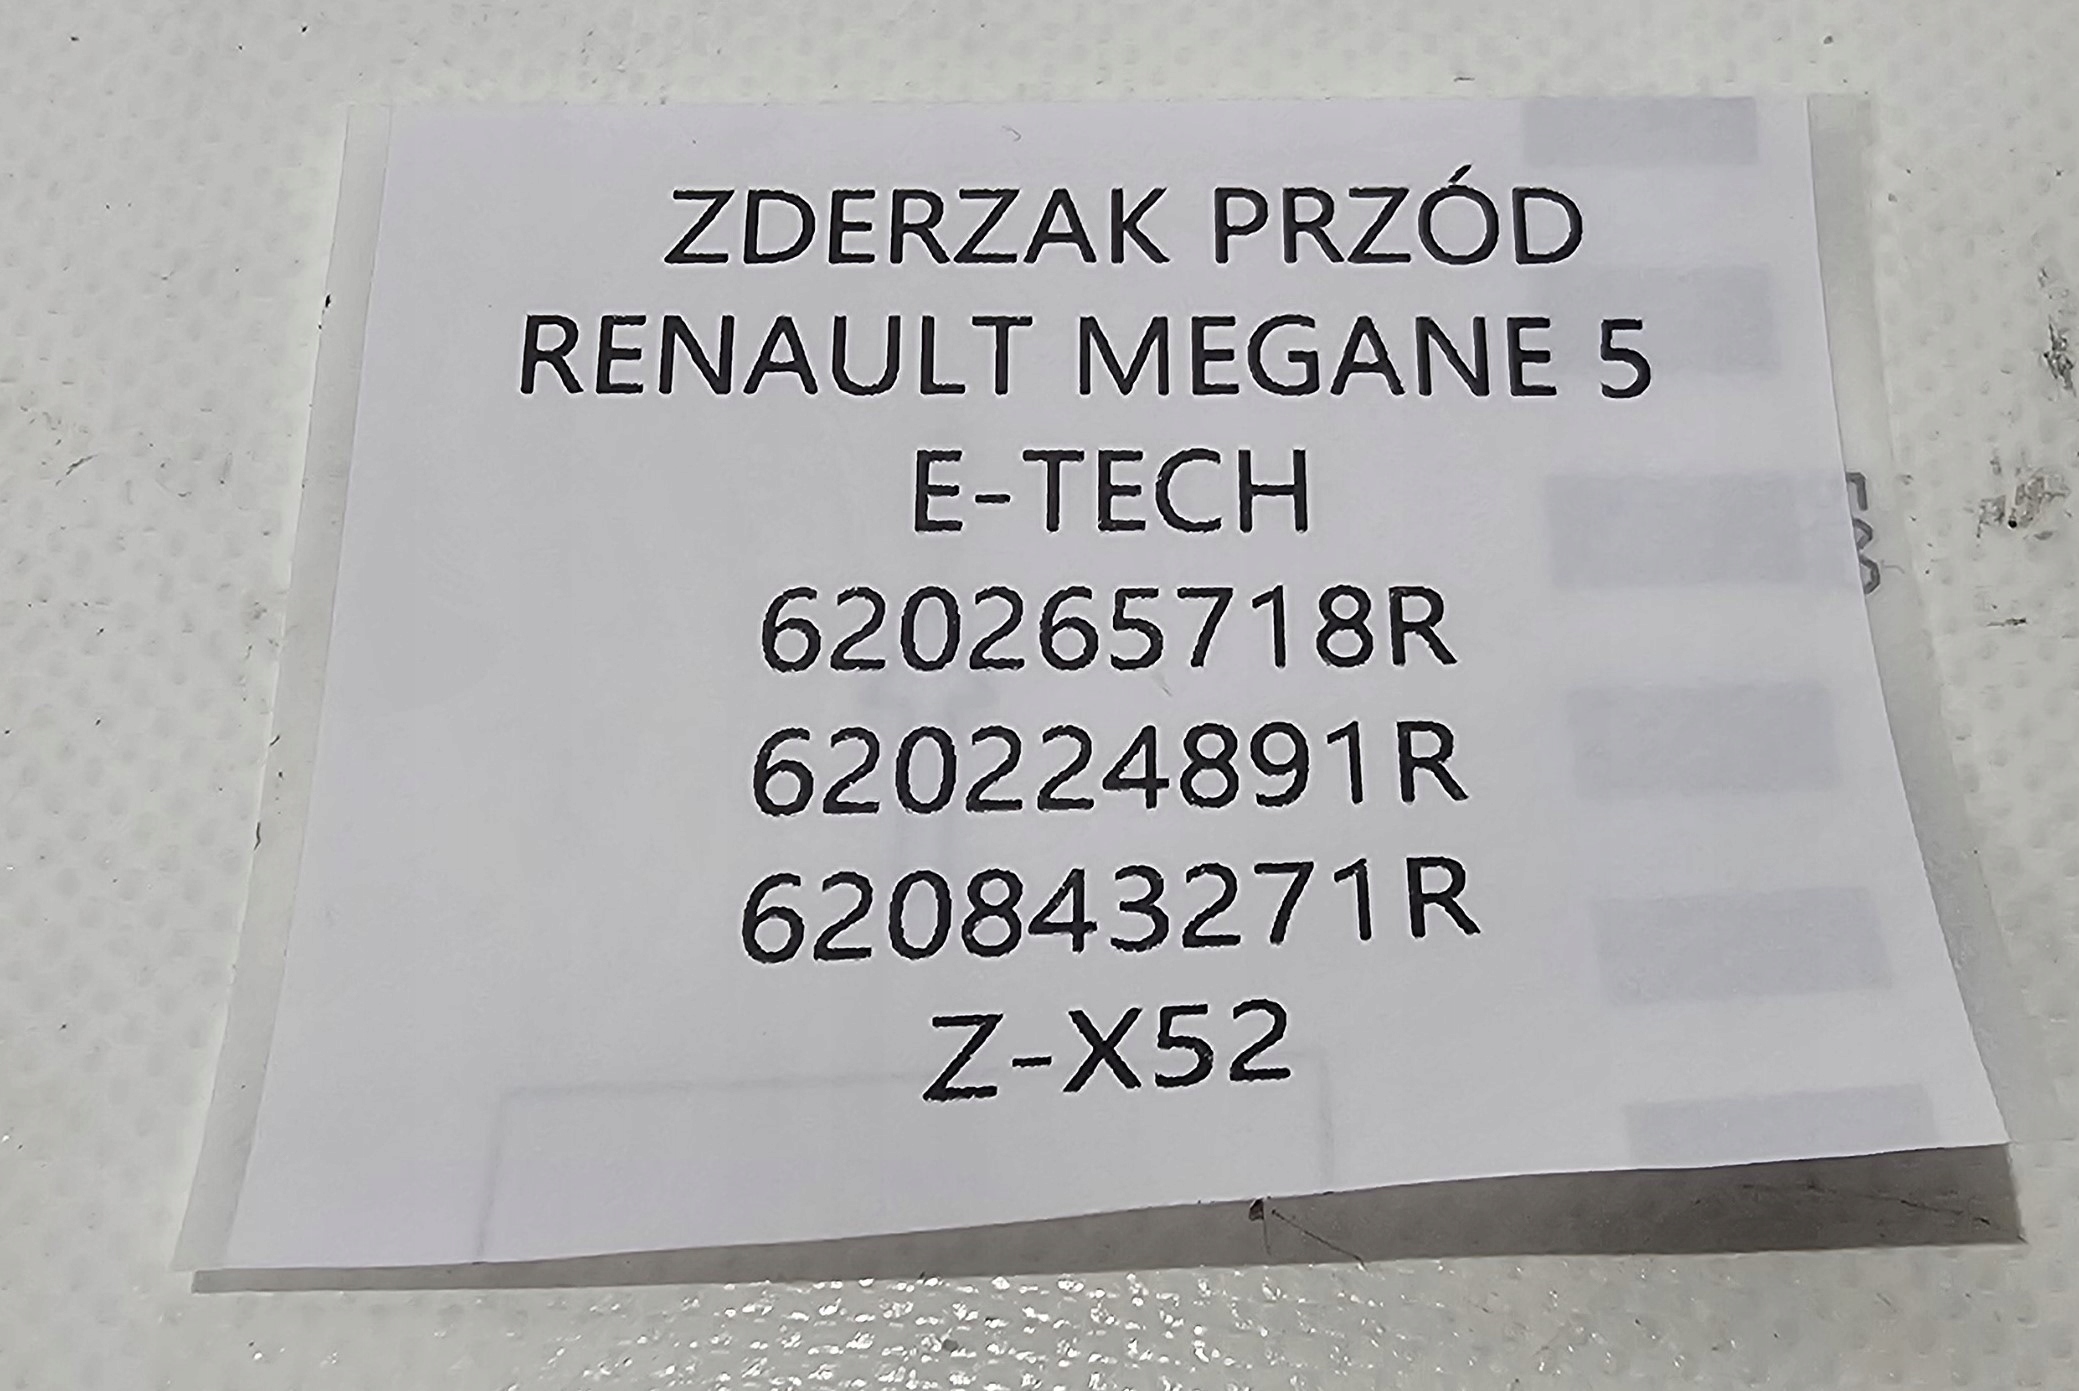 ZDERZAK PRZÓD
RENAULT MEGANE 5
E-TECH
620265718R
620224891R
620843271R
Z-X52